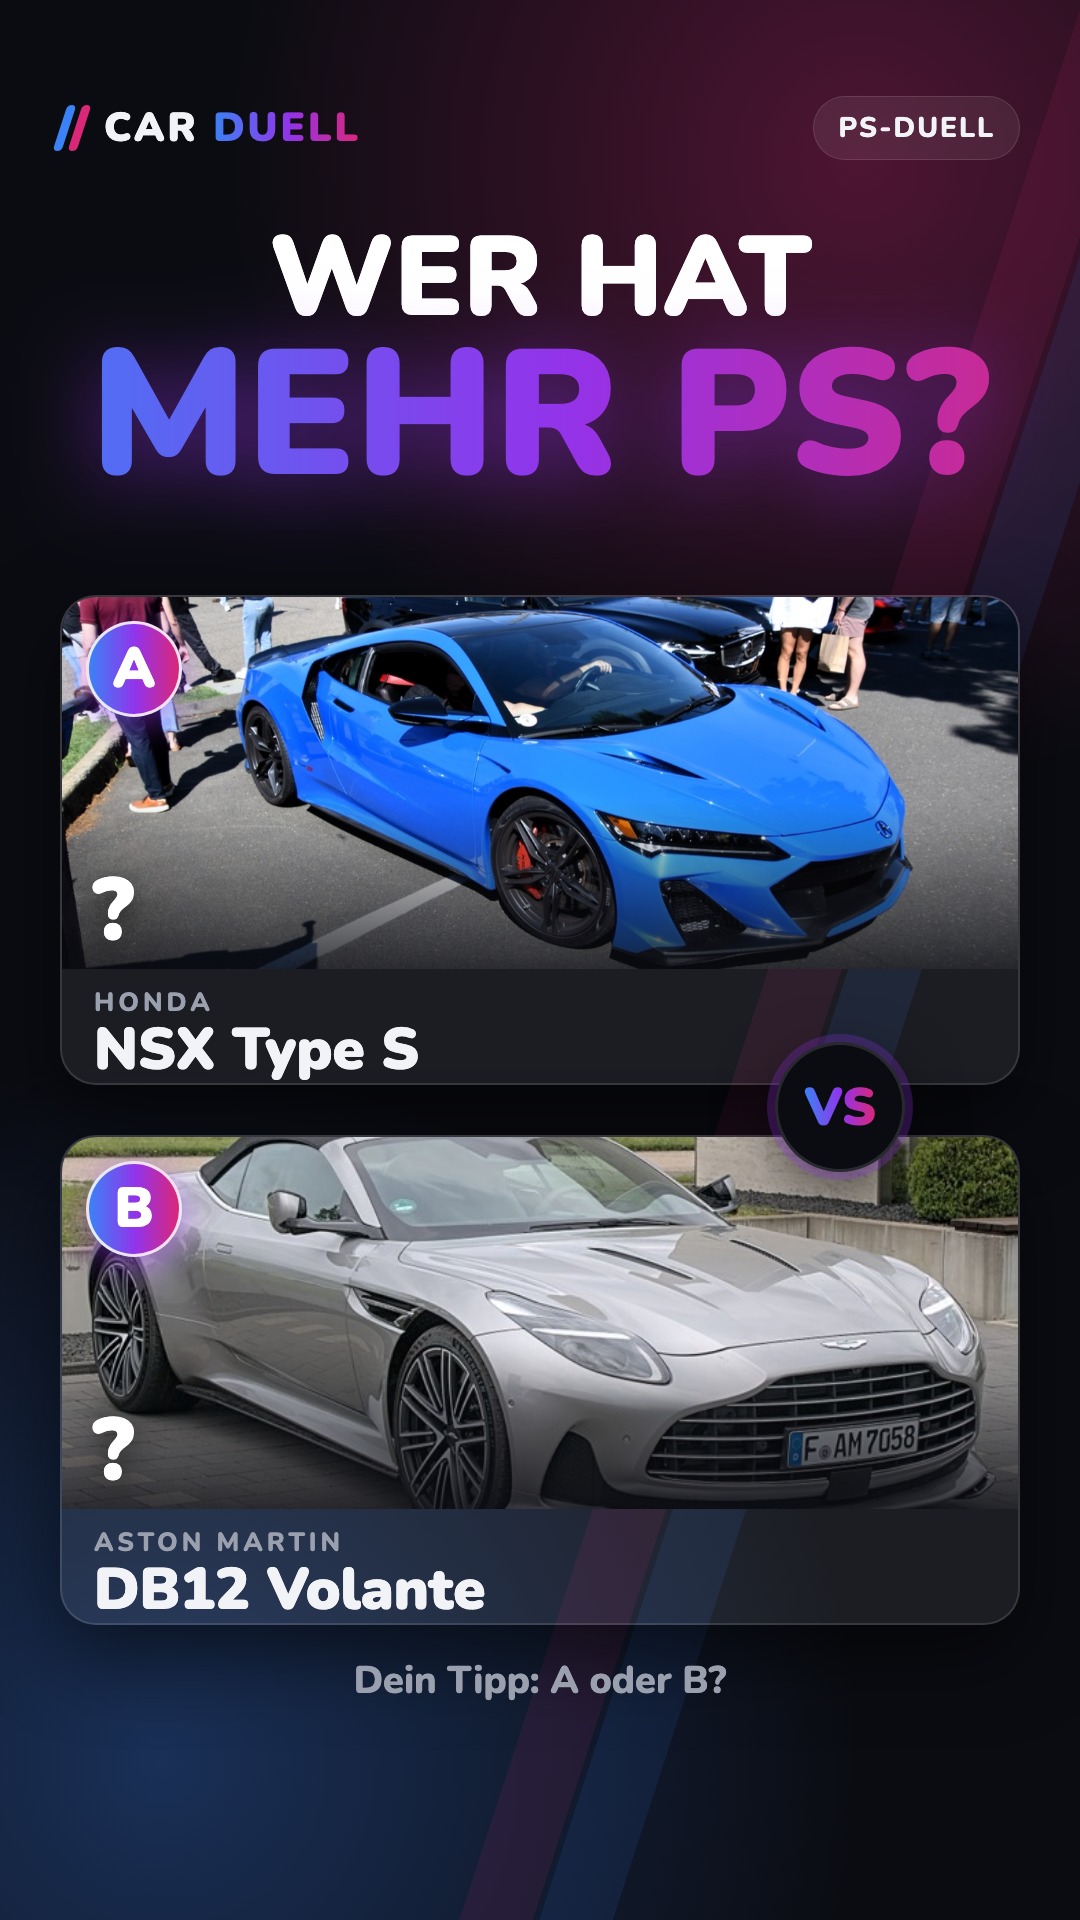 // CAR DUELL
PS-DUELL
WER HAT
MEHR PS?
A
?
HONDA
NSX Type S
VS
B
F AM 7058
?
ASTON MARTIN
DB12 Volante
Dein Tipp: A oder B?